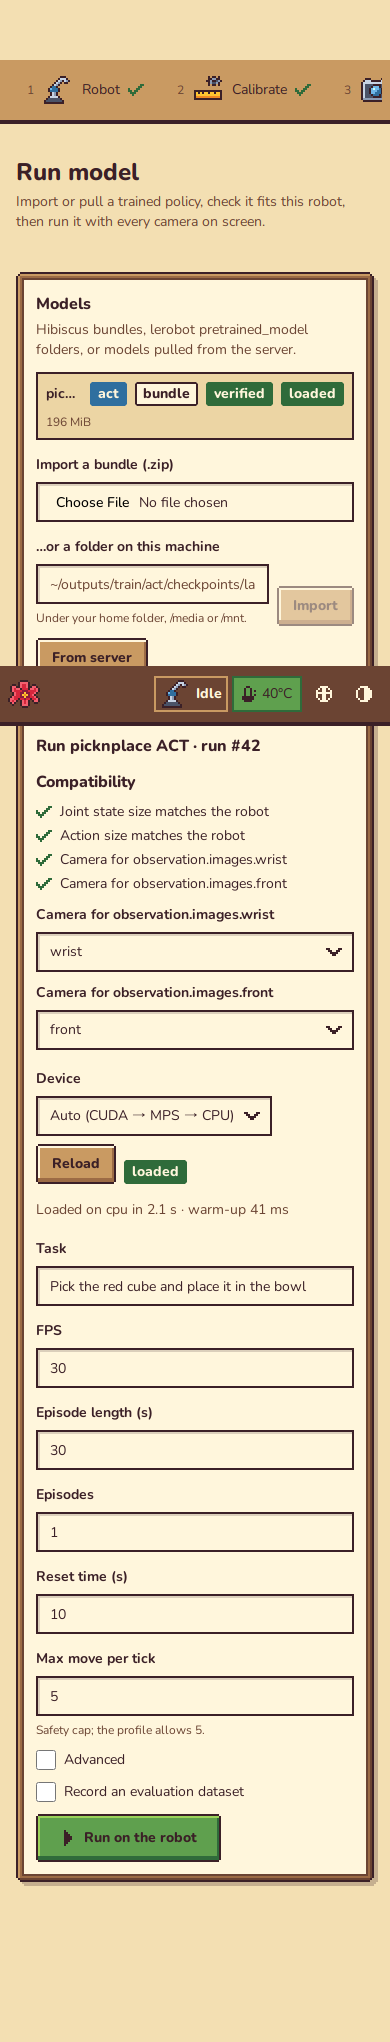 1 Robot 2 Calibrate 3
Run model
Import or pull a trained policy, check it fits this robot,
then run it with every camera on screen.
Models
Hibiscus bundles, lerobot pretrained_model
folders, or models pulled from the server.
pic... act bundle verified loaded
196 MiB
Import a bundle (.zip)
Choose File No file chosen
...or a folder on this machine
~/outputs/train/act/checkpoints/la
Import
Under your home folder, /media or /mnt.
From server
Idle 40°C
Run picknplace ACT · run #42
Compatibility
Joint state size matches the robot
Action size matches the robot
Camera for observation.images.wrist
Camera for observation.images.front
Camera for observation.images.wrist
wrist
Camera for observation.images.front
front
Device
Auto (CUDA → MPS → CPU)
Reload loaded
Loaded on cpu in 2.1 s · warm-up 41 ms
Task
Pick the red cube and place it in the bowl
FPS
30
Episode length (s)
30
Episodes
1
Reset time (s)
10
Max move per tick
5
Safety cap; the profile allows 5.
Advanced
Record an evaluation dataset
Run on the robot